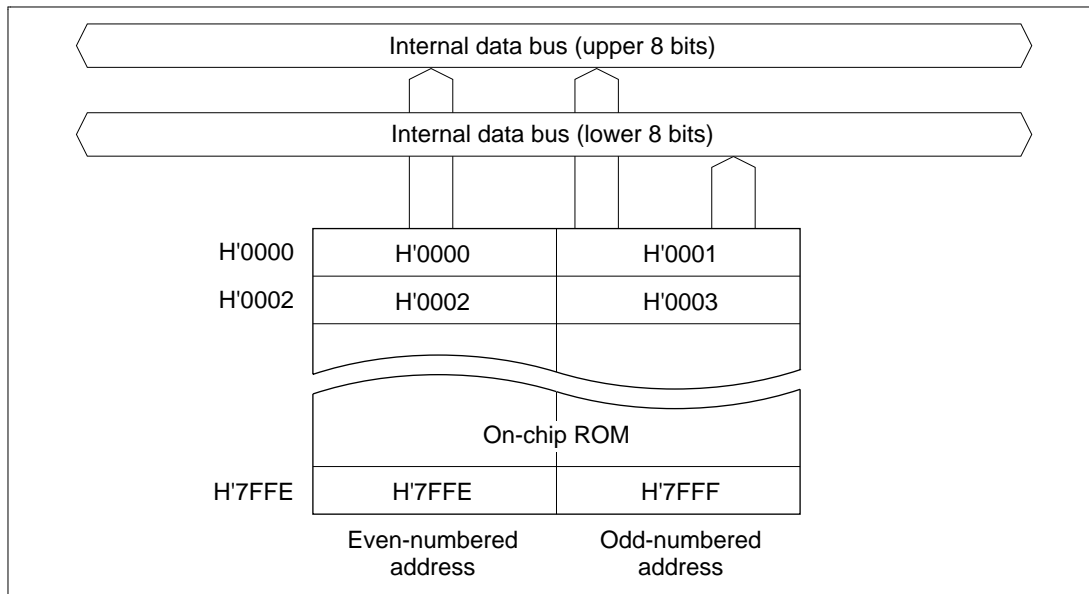 Internal data bus (upper 8 bits)
Internal data bus (lower 8 bits)
H'0000 H'0000 H'0001
H'0002 H'0002 H'0003
On-chip ROM
H'7FFE H'7FFE H'7FFF
Even-numbered address Odd-numbered address